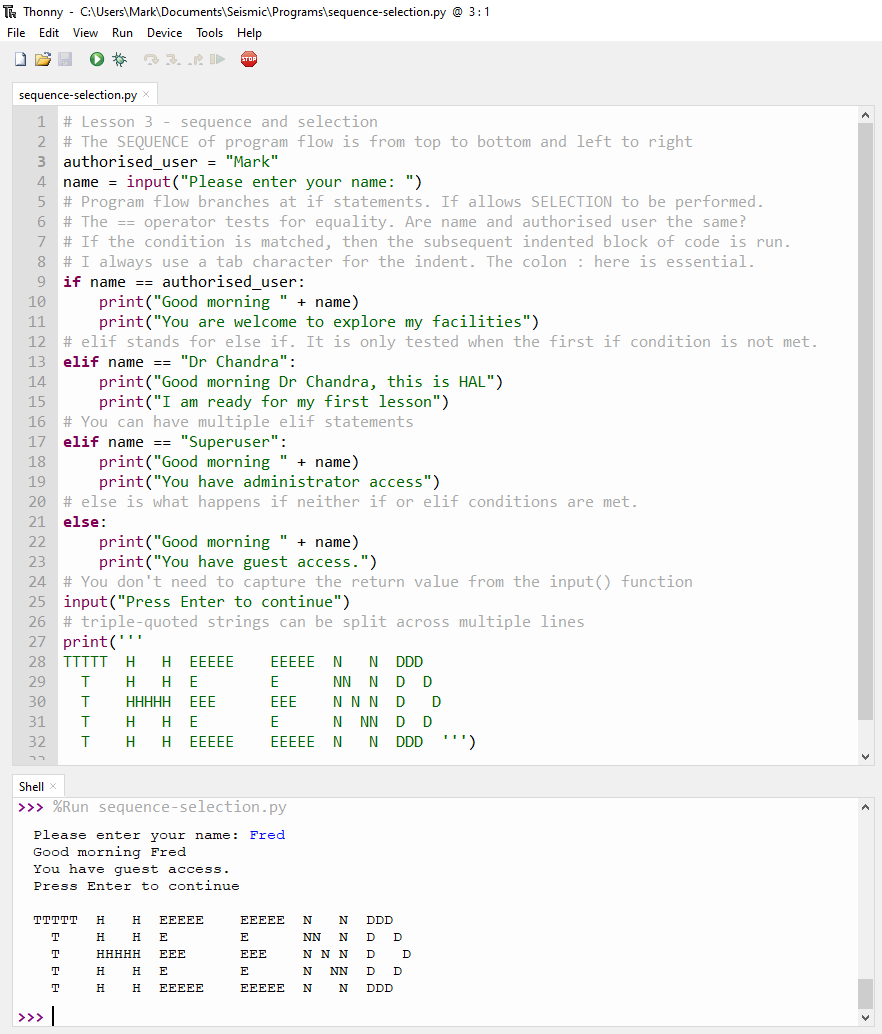 Thonny - C:\Users\Mark\Documents\Seismic\Programs\sequence-selection.py @ 3:1
File Edit View Run Device Tools Help
STOP
sequence-selection.py ×
1 # Lesson 3 - sequence and selection
2 # The SEQUENCE of program flow is from top to bottom and left to right
3 authorised_user = "Mark"
4 name = input("Please enter your name: ")
5 # Program flow branches at if statements. If allows SELECTION to be performed.
6 # The == operator tests for equality. Are name and authorised user the same?
7 # If the condition is matched, then the subsequent indented block of code is run.
8 # I always use a tab character for the indent. The colon : here is essential.
9 if name == authorised_user:
10     print("Good morning " + name)
11     print("You are welcome to explore my facilities")
12 # elif stands for else if. It is only tested when the first if condition is not met.
13 elif name == "Dr Chandra":
14     print("Good morning Dr Chandra, this is HAL")
15     print("I am ready for my first lesson")
16 # You can have multiple elif statements
17 elif name == "Superuser":
18     print("Good morning " + name)
19     print("You have administrator access")
20 # else is what happens if neither if or elif conditions are met.
21 else:
22     print("Good morning " + name)
23     print("You have guest access.")
24 # You don't need to capture the return value from the input() function
25 input("Press Enter to continue")
26 # triple-quoted strings can be split across multiple lines
27 print('''
28 TTTTT  H   H  EEEEE    EEEEE  N   N  DDD
29   T    H   H  E        E      NN  N  D  D
30   T    HHHHH  EEE      EEE    N N N  D   D
31   T    H   H  E        E      N  NN  D  D
32   T    H   H  EEEEE    EEEEE  N   N  DDD  ''')
33
Shell ×
>>> %Run sequence-selection.py
Please enter your name: Fred
Good morning Fred
You have guest access.
Press Enter to continue
TTTTT  H   H  EEEEE    EEEEE  N   N  DDD
  T    H   H  E        E      NN  N  D  D
  T    HHHHH  EEE      EEE    N N N  D   D
  T    H   H  E        E      N  NN  D  D
  T    H   H  EEEEE    EEEEE  N   N  DDD
>>>